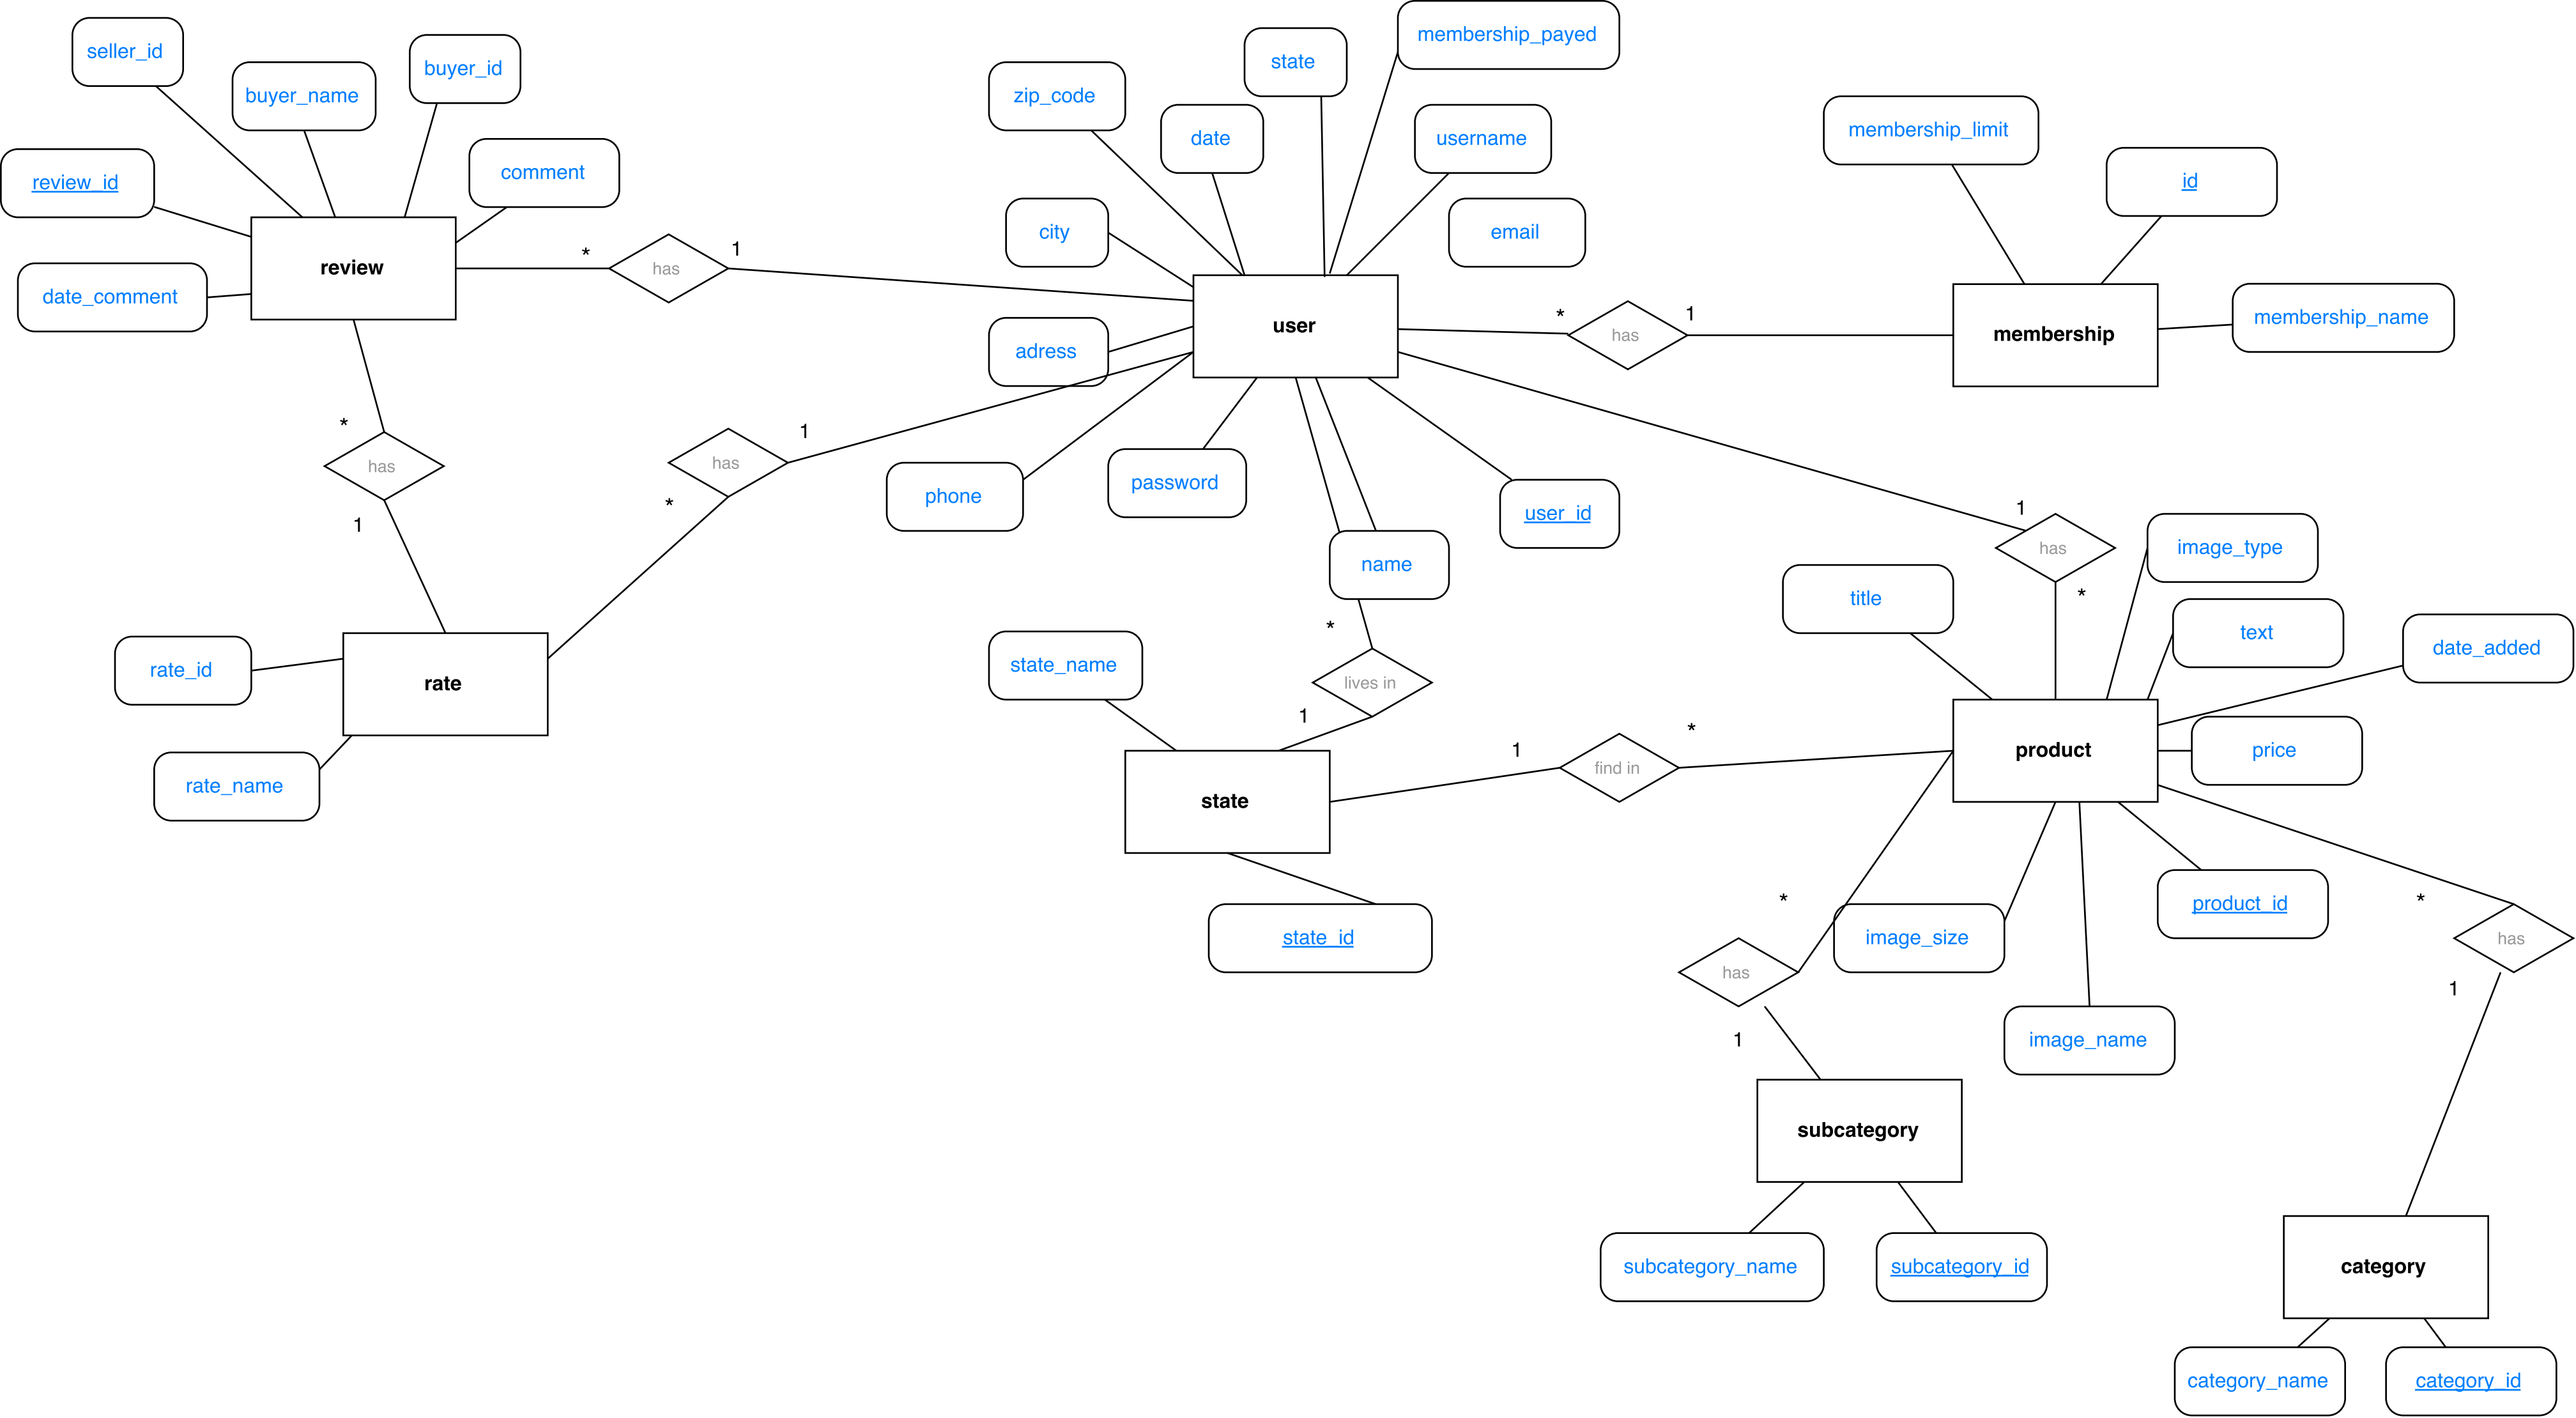 membership_payed
seller_id
state
buyer_id
buyer_name
zip_code
membership_limit
date
username
comment
id
review_id
city
email
*
has
1
review
date_comment
*
has
1
membership_name
user
membership
adress
*
has
1
1
has
*
phone
password
user_id
name
1
has
*
image_type
title
text
date_added
*
lives in
1
state_name
rate_id
rate
rate_name
state
1
find in
*
product
price
state_id
*
has
1
image_size
product_id
*
has
1
image_name
subcategory
subcategory_name
subcategory_id
category
category_name
category_id